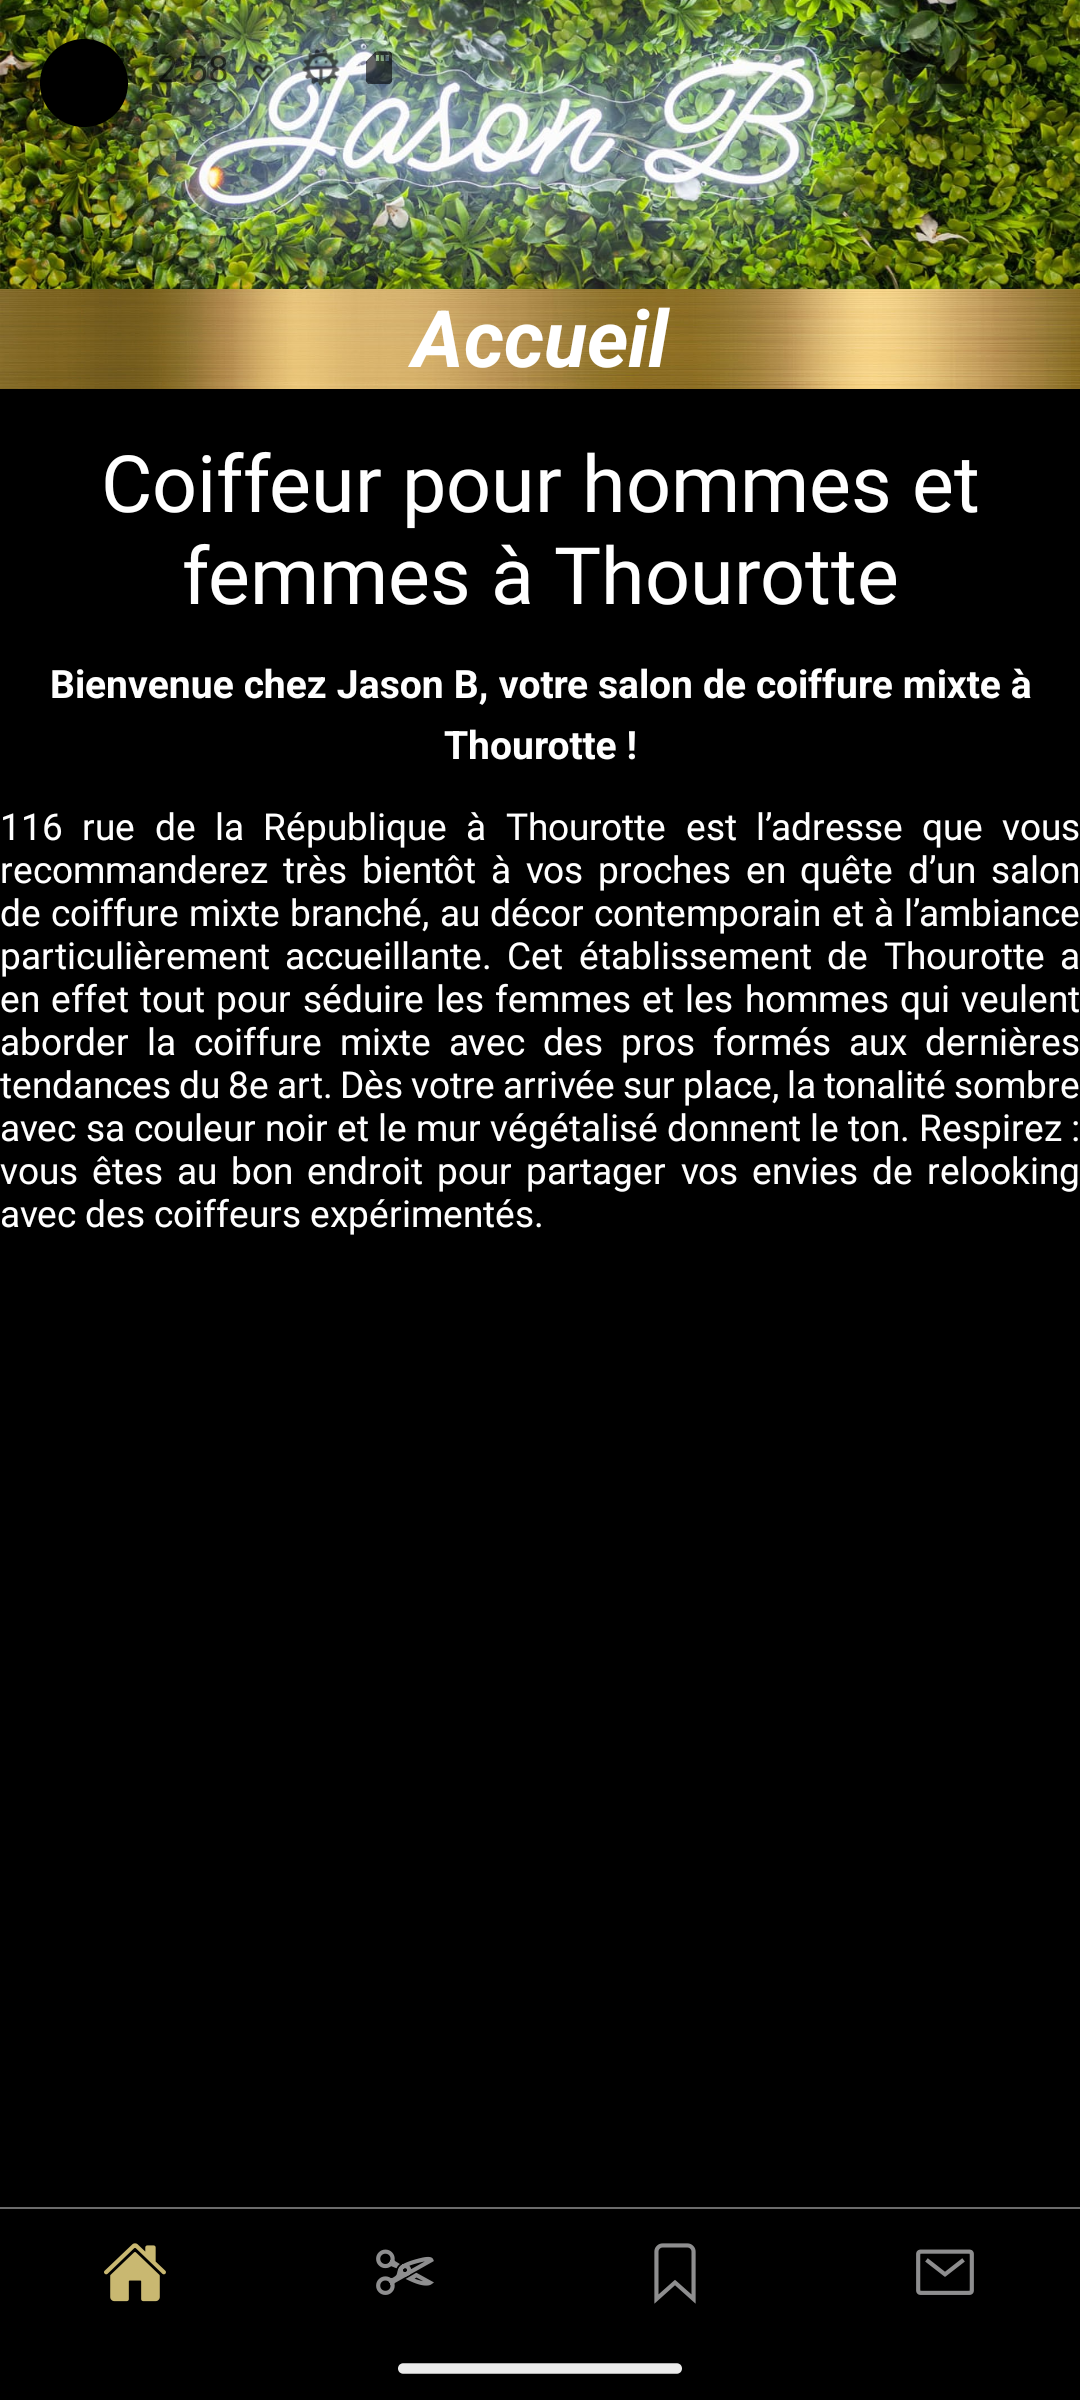 2:58
Jason B
Accueil
Coiffeur pour hommes et
femmes à Thourotte
Bienvenue chez Jason B, votre salon de coiffure mixte à
Thourotte !
116 rue de la République à Thourotte est l’adresse que vous
recommanderez très bientôt à vos proches en quête d’un salon
de coiffure mixte branché, au décor contemporain et à l’ambiance
particulièrement accueillante. Cet établissement de Thourotte a
en effet tout pour séduire les femmes et les hommes qui veulent
aborder la coiffure mixte avec des pros formés aux dernières
tendances du 8e art. Dès votre arrivée sur place, la tonalité sombre
avec sa couleur noir et le mur végétalisé donnent le ton. Respirez :
vous êtes au bon endroit pour partager vos envies de relooking
avec des coiffeurs expérimentés.